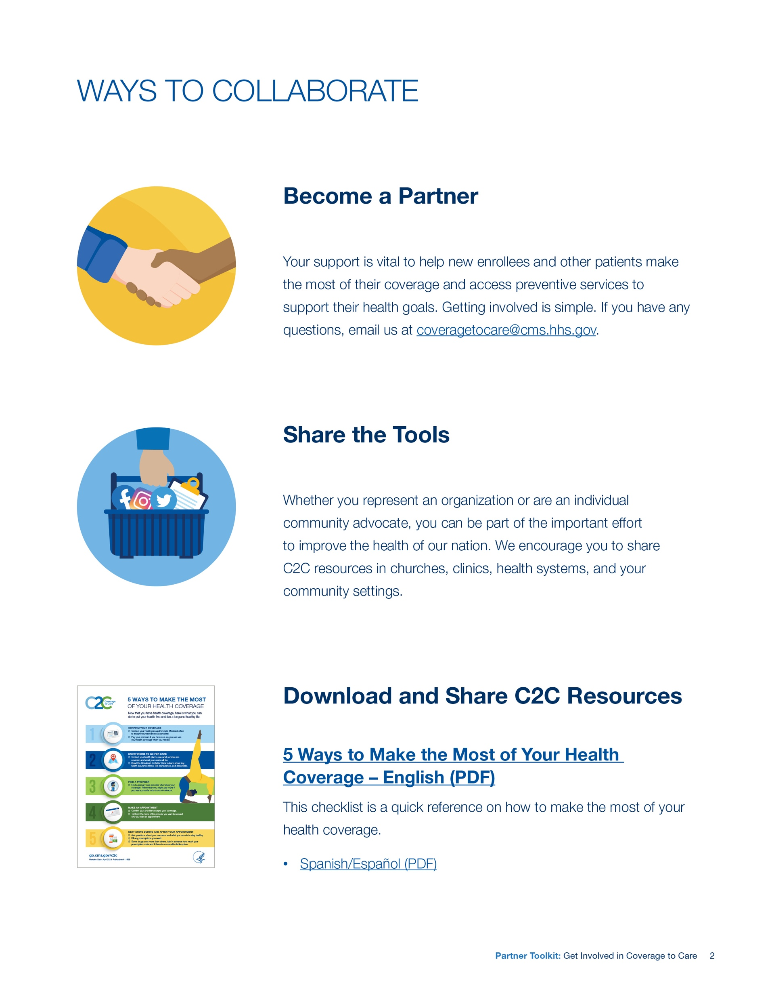 WAYS TO COLLABORATE
Become a Partner
Your support is vital to help new enrollees and other patients make
the most of their coverage and access preventive services to
support their health goals. Getting involved is simple. If you have any
questions, email us at coveragetocare@cms.hhs.gov.
Share the Tools
Whether you represent an organization or are an individual
community advocate, you can be part of the important effort
to improve the health of our nation. We encourage you to share
C2C resources in churches, clinics, health systems, and your
community settings.
C2C Coverage
to Care
5 WAYS TO MAKE THE MOST
OF YOUR HEALTH COVERAGE
Now that you have health coverage, here is what you can
do to put your health first and live a long and healthy life.
1
CONFIRM YOUR COVERAGE
Contact your health plan and/or state Medicaid office
to ensure your enrollment is complete.
Pay your premium if you have one, so you can use
your health coverage when you need it.
2
KNOW WHERE TO GO FOR CARE
Contact your health plan to see what services are
covered, and what your costs will be.
Read the Roadmap to Better Care to learn about key
health insurance terms, like coinsurance, and deductible.
3
FIND A PROVIDER
Find a primary care provider who takes your
coverage. Remember you might pay more if
you see a provider who is out-of-network.
4
MAKE AN APPOINTMENT
Confirm your provider accepts your coverage.
Tell them the name of the provider you want to see and
why you want an appointment.
5
NEXT STEPS DURING AND AFTER YOUR APPOINTMENT
Ask questions about your concerns and what you can do to stay healthy.
Fill any prescriptions you need.
Some drugs cost more than others. Ask in advance how much your
prescription costs and if there is a more affordable option.
go.cms.gov/c2c
Revision Date: April 2023 Publication #11988
Download and Share C2C Resources
5 Ways to Make the Most of Your Health
Coverage – English (PDF)
This checklist is a quick reference on how to make the most of your
health coverage.
• Spanish/Español (PDF)
Partner Toolkit: Get Involved in Coverage to Care 2